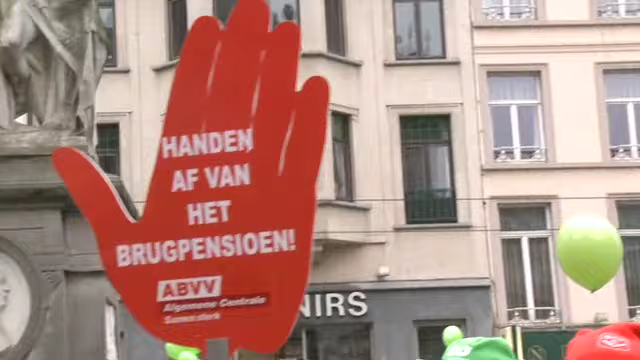 HANDEN
AF VAN
HET
BRUGPENSIOEN!
ABVV
Algemene Centrale
Samen sterk
NIRS